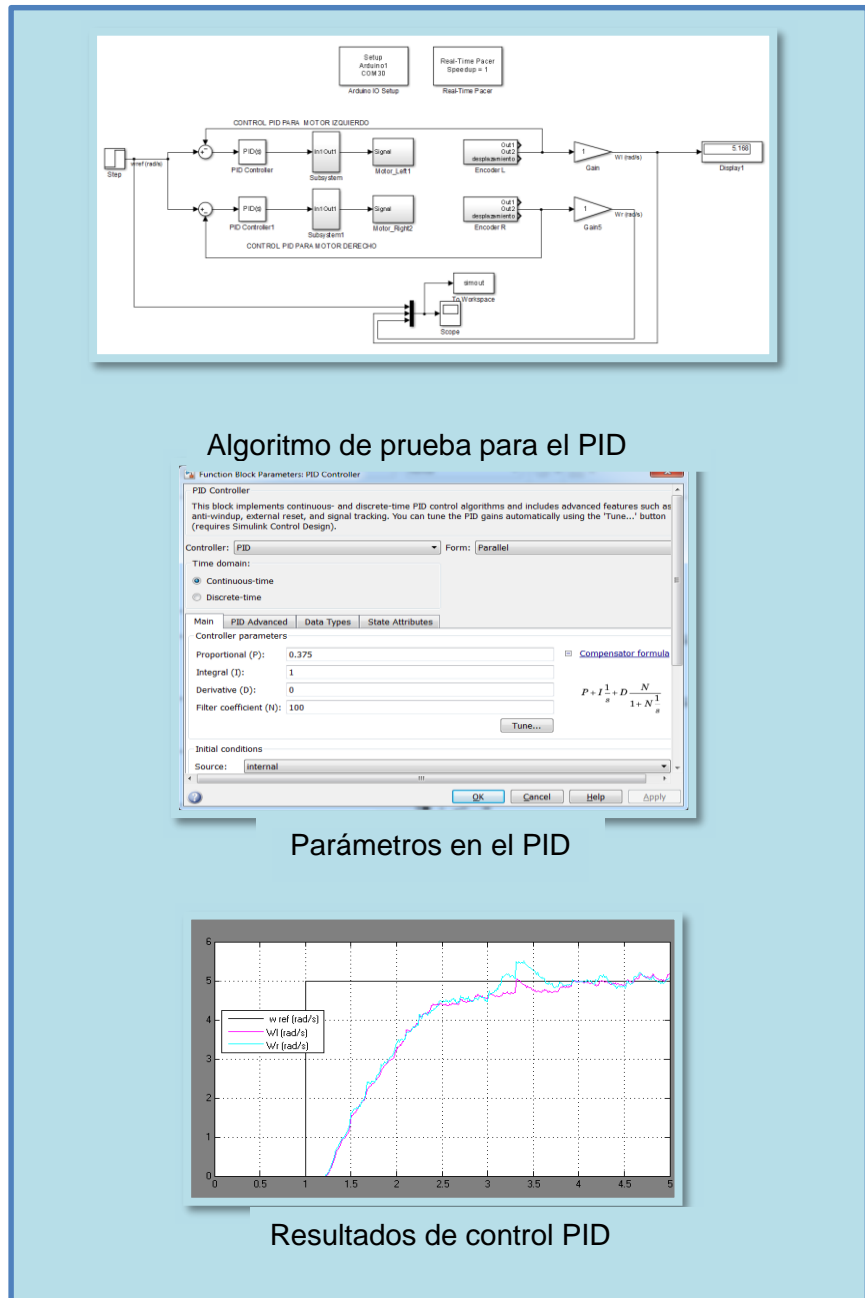 Setup
Arduino1
COM30
Arduino IO Setup
Real-Time Pacer
Speedup = 1
Real-Time Pacer
CONTROL PID PARA MOTOR IZQUIERDO
Step
wref (rad/s)
PID(s)
PID Controller
In1 Out1
Subsystem
Signal
Motor_Left1
Out1
Out2
desplazamiento
Encoder L
1
Gain
Wl (rad/s)
5.168
Display1
PID(s)
PID Controller1
In1 Out1
Subsystem1
Signal
Motor_Right2
Out1
Out2
desplazamiento
Encoder R
1
Gain5
Wr (rad/s)
CONTROL PID PARA MOTOR DERECHO
simout
To Workspace
Scope
Algoritmo de prueba para el PID
Function Block Parameters: PID Controller
PID Controller
This block implements continuous- and discrete-time PID control algorithms and includes advanced features such as
anti-windup, external reset, and signal tracking. You can tune the PID gains automatically using the 'Tune...' button
(requires Simulink Control Design).
Controller: PID Form: Parallel
Time domain:
Continuous-time
Discrete-time
Main PID Advanced Data Types State Attributes
Controller parameters
Proportional (P): 0.375
Compensator formula
Integral (I): 1
Derivative (D): 0
P + I 1/s + D N/(1 + N 1/s)
Filter coefficient (N): 100
Tune...
Initial conditions
Source: internal
OK Cancel Help Apply
Parámetros en el PID
6
5
4
3
2
1
0
w ref (rad/s)
Wl (rad/s)
Wr (rad/s)
0 0.5 1 1.5 2 2.5 3 3.5 4 4.5 5
Resultados de control PID